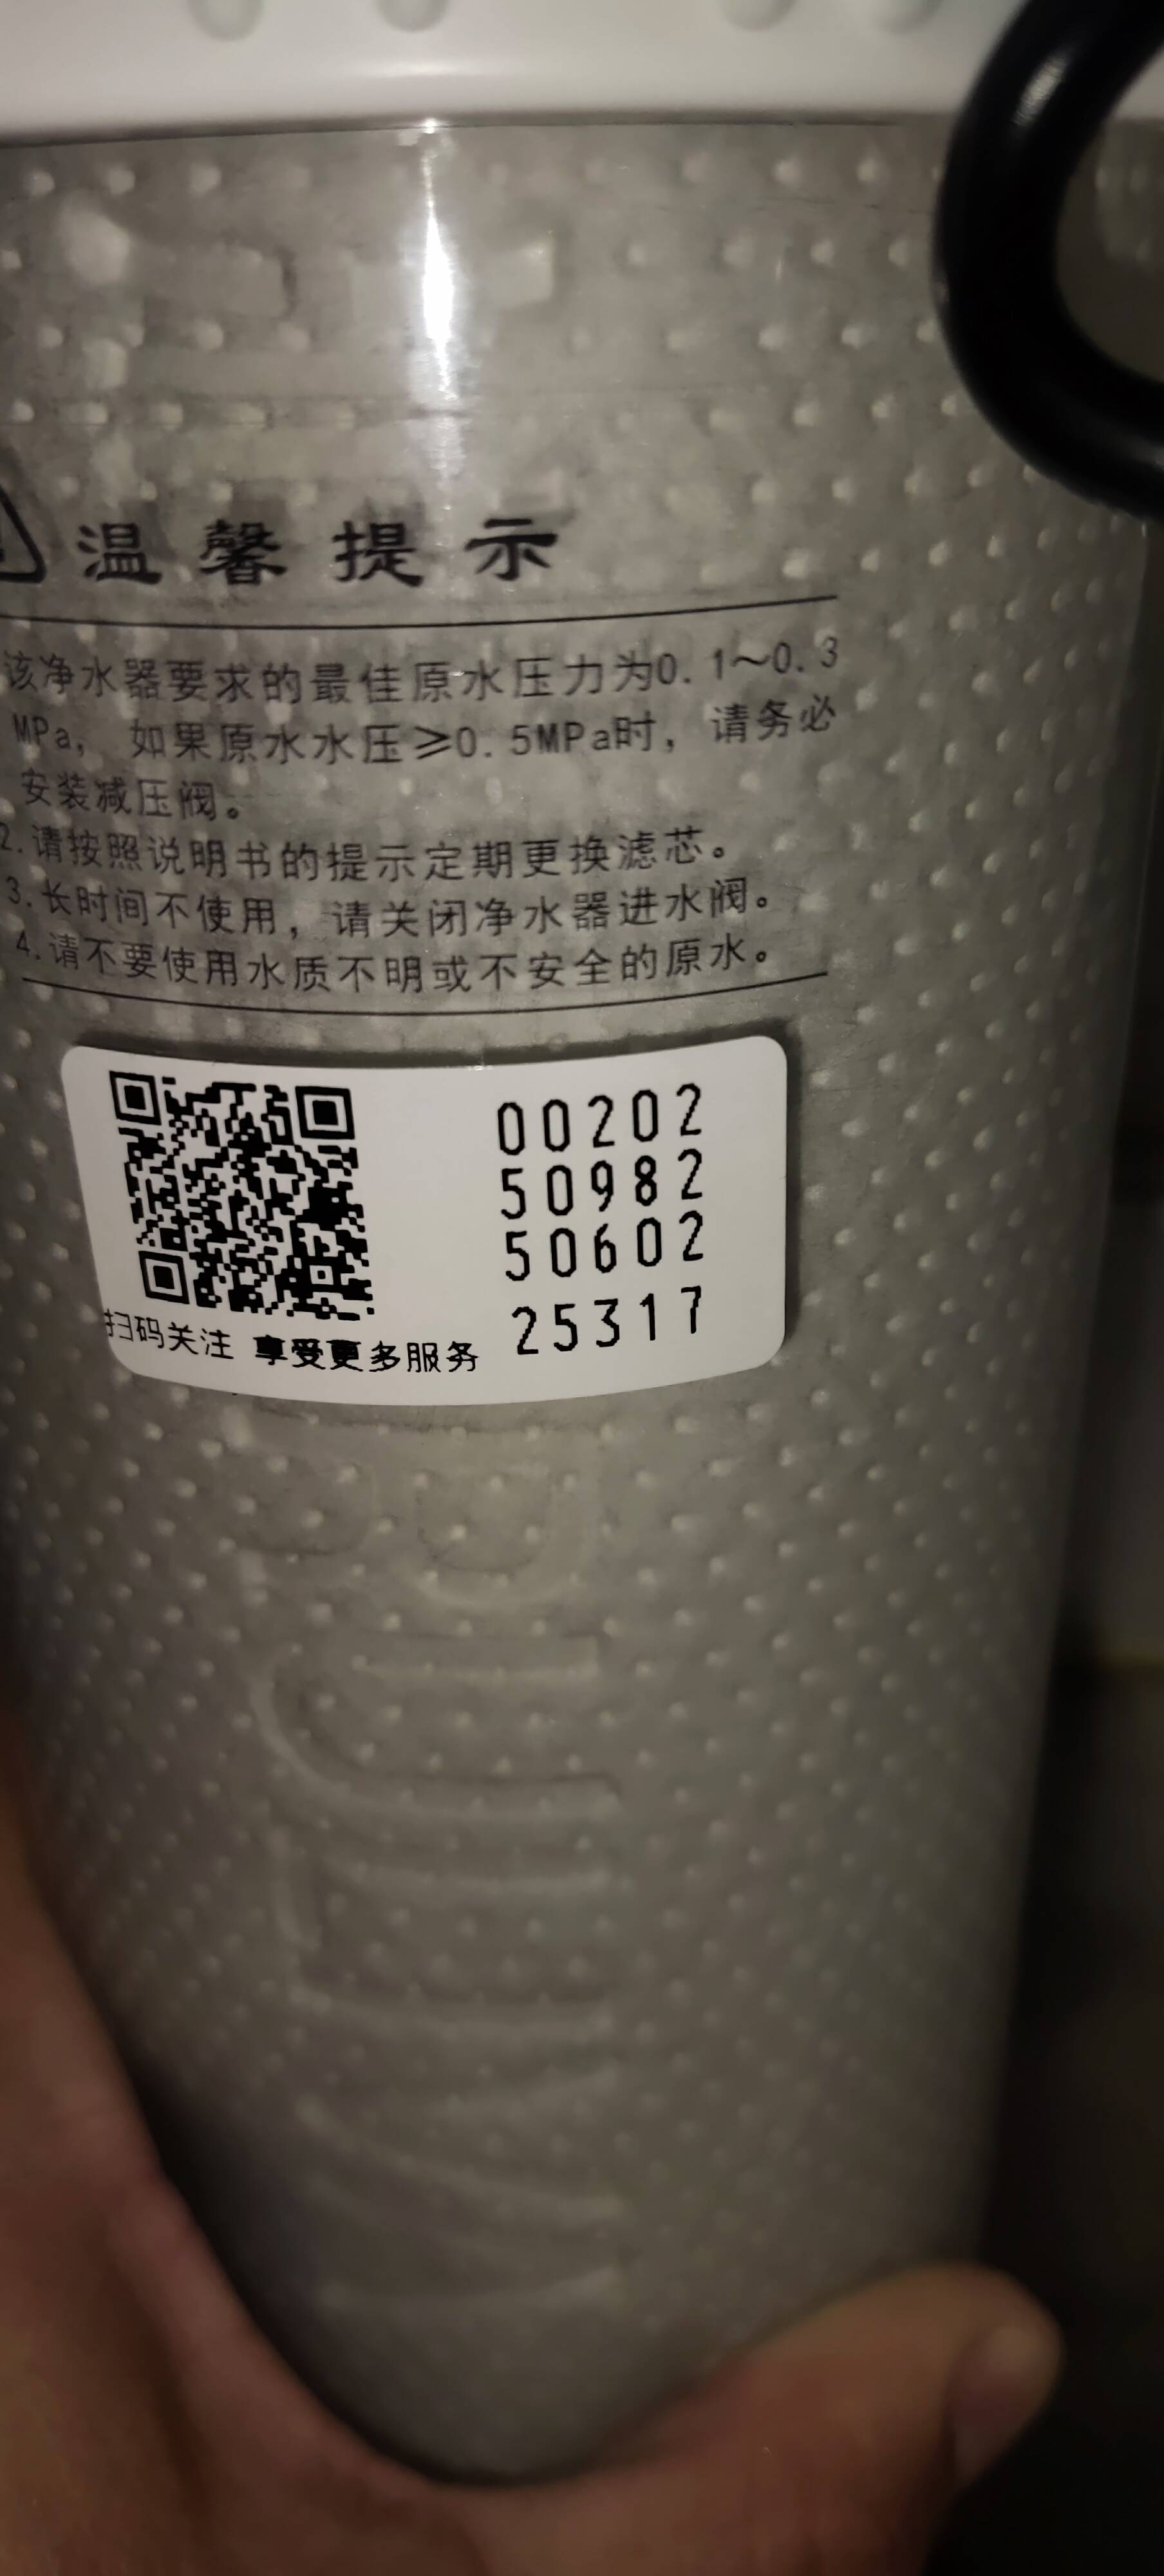 温馨提示
该净水器要求的最佳原水压力为0.1~0.3
MPa, 如果原水水压≥0.5MPa时, 请务必
安装减压阀。
2.请按照说明书的提示定期更换滤芯。
3.长时间不使用, 请关闭净水器进水阀。
4.请不要使用水质不明或不安全的原水。
00202
50982
50602
25317
扫码关注 享受更多服务